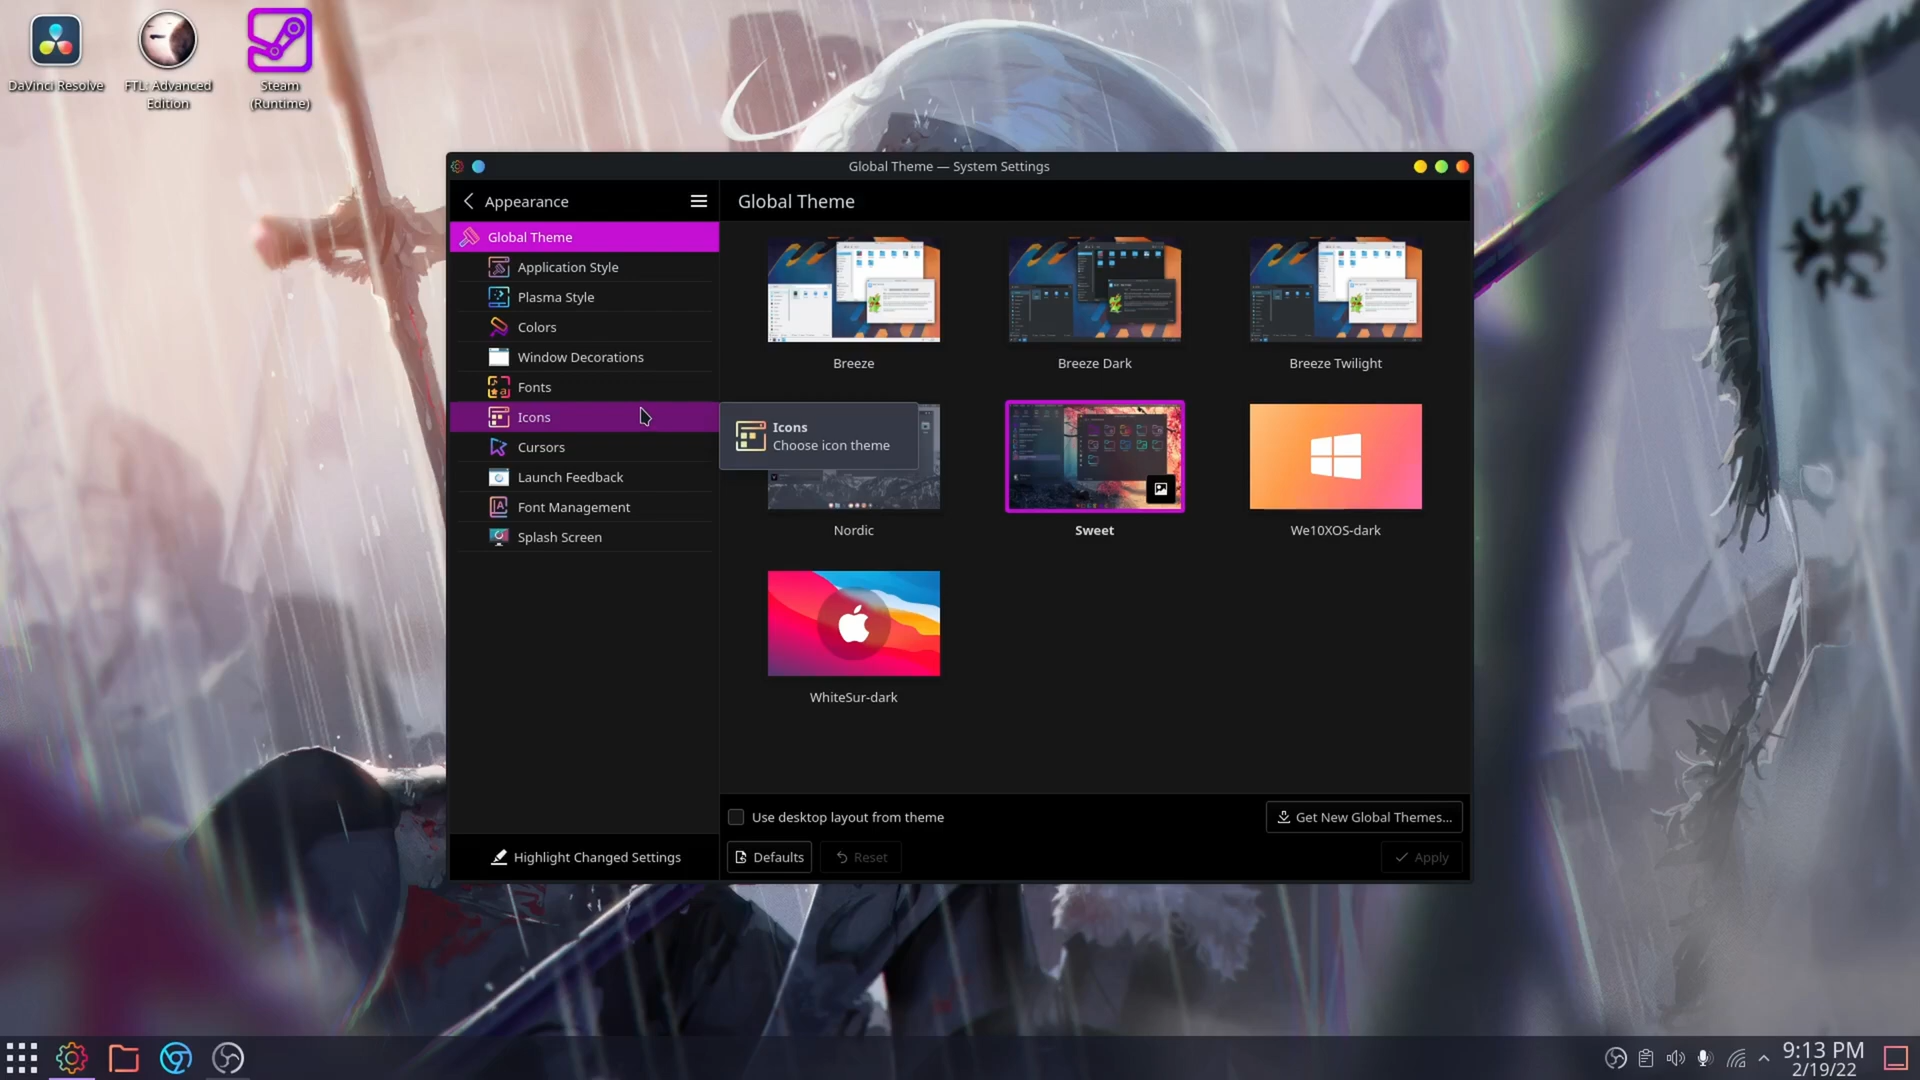 DaVinci Resolve
FTL: Advanced
Edition
Steam
(Runtime)
Global Theme — System Settings
Appearance
Global Theme
Application Style
Plasma Style
Colors
Window Decorations
Fonts
Icons
Cursors
Launch Feedback
Font Management
Splash Screen
Highlight Changed Settings
Global Theme
Breeze
Breeze Dark
Breeze Twilight
Icons
Choose icon theme
Nordic
Sweet
We10XOS-dark
WhiteSur-dark
Use desktop layout from theme
Get New Global Themes...
Defaults
Reset
Apply
9:13 PM
2/19/22